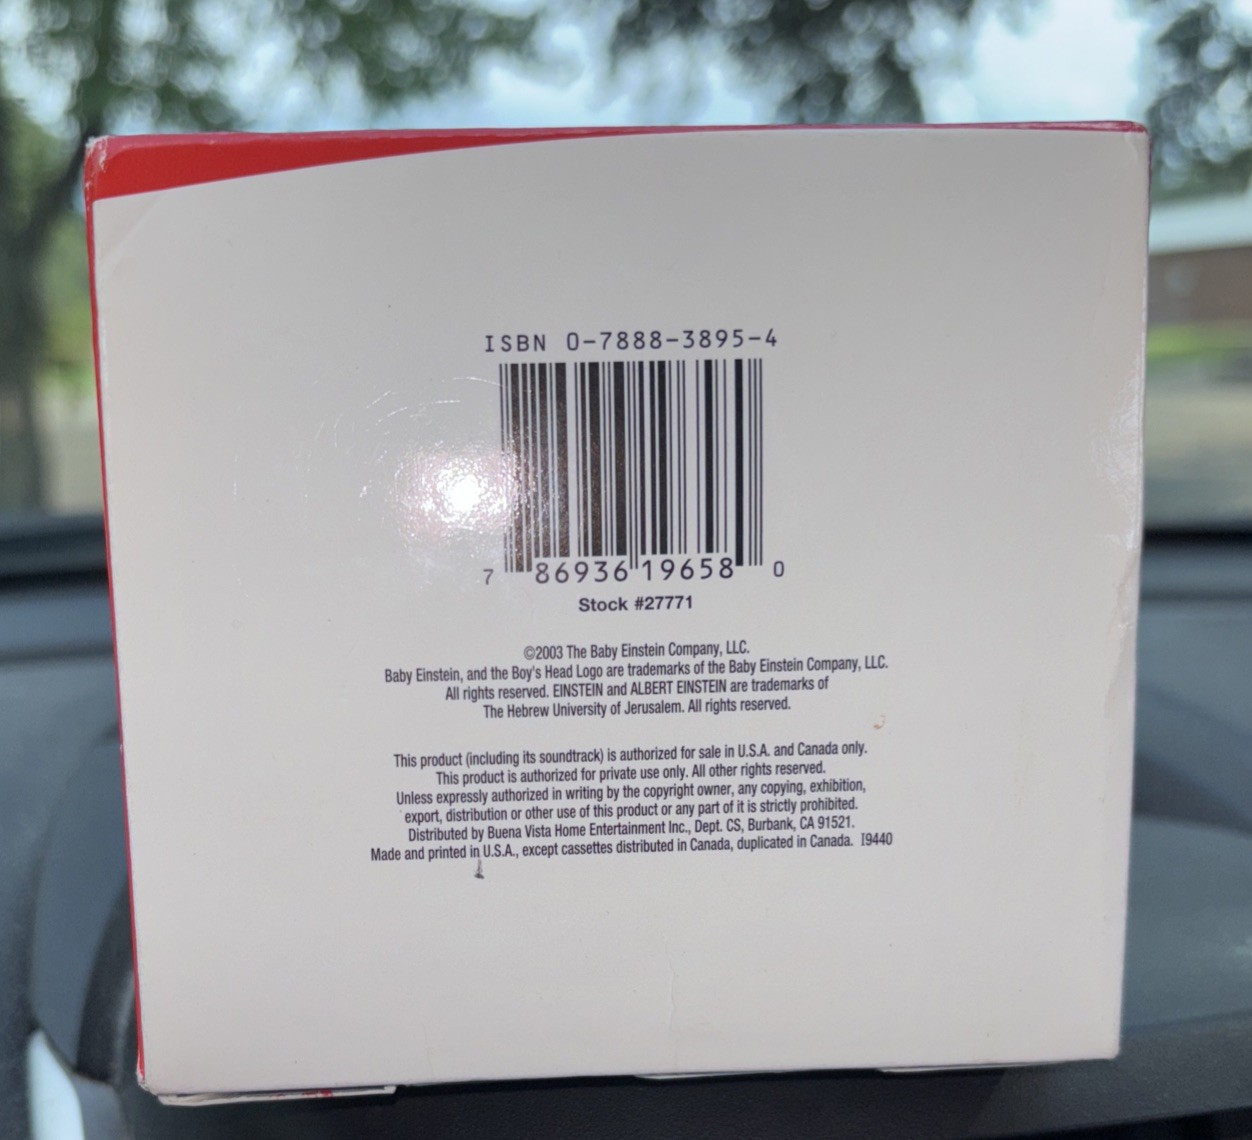 ISBN 0-7888-3895-4
7 86936 19658 0
Stock #27771
©2003 The Baby Einstein Company, LLC.
Baby Einstein, and the Boy's Head Logo are trademarks of the Baby Einstein Company, LLC.
All rights reserved. EINSTEIN and ALBERT EINSTEIN are trademarks of
The Hebrew University of Jerusalem. All rights reserved.
This product (including its soundtrack) is authorized for sale in U.S.A. and Canada only.
This product is authorized for private use only. All other rights reserved.
Unless expressly authorized in writing by the copyright owner, any copying, exhibition,
export, distribution or other use of this product or any part of it is strictly prohibited.
Distributed by Buena Vista Home Entertainment Inc., Dept. CS, Burbank, CA 91521.
Made and printed in U.S.A., except cassettes distributed in Canada, duplicated in Canada. I9440